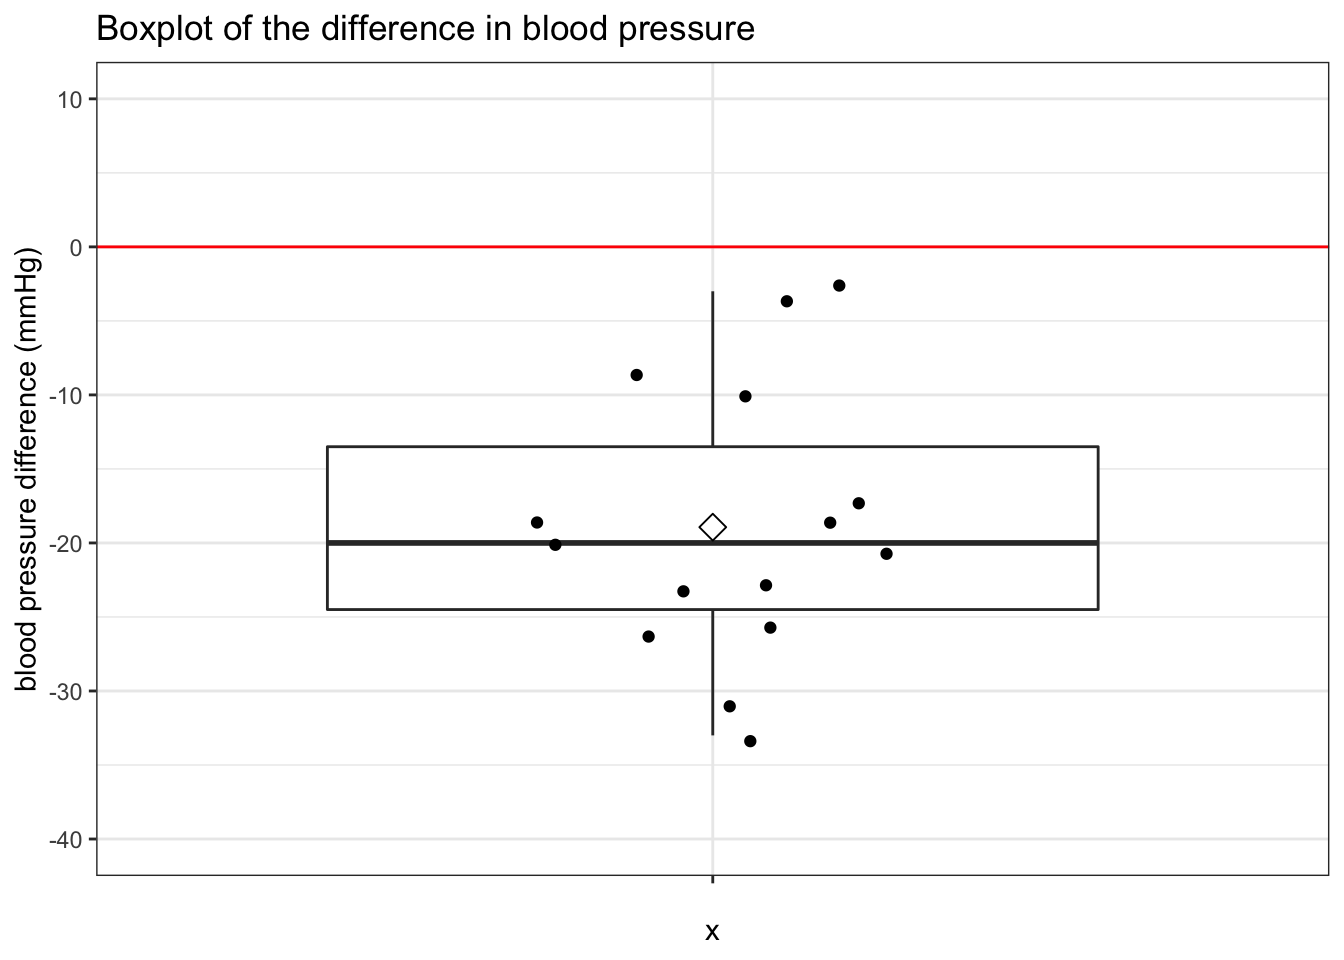 Boxplot of the difference in blood pressure
blood pressure difference (mmHg)
10
0
-10
-20
-30
-40
x